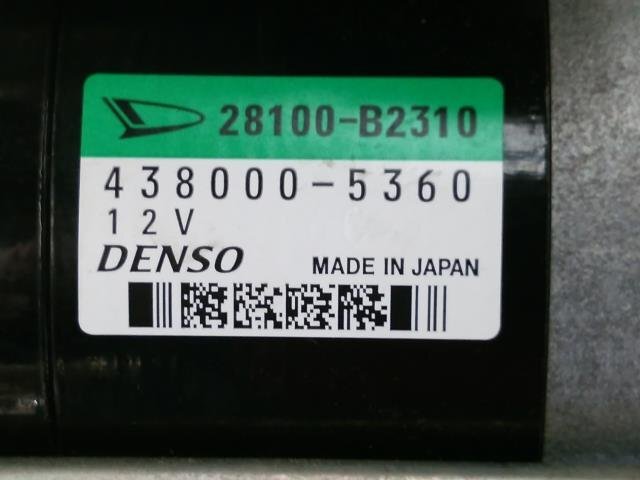 28100-B2310
438000-5360
12V
DENSO MADE IN JAPAN